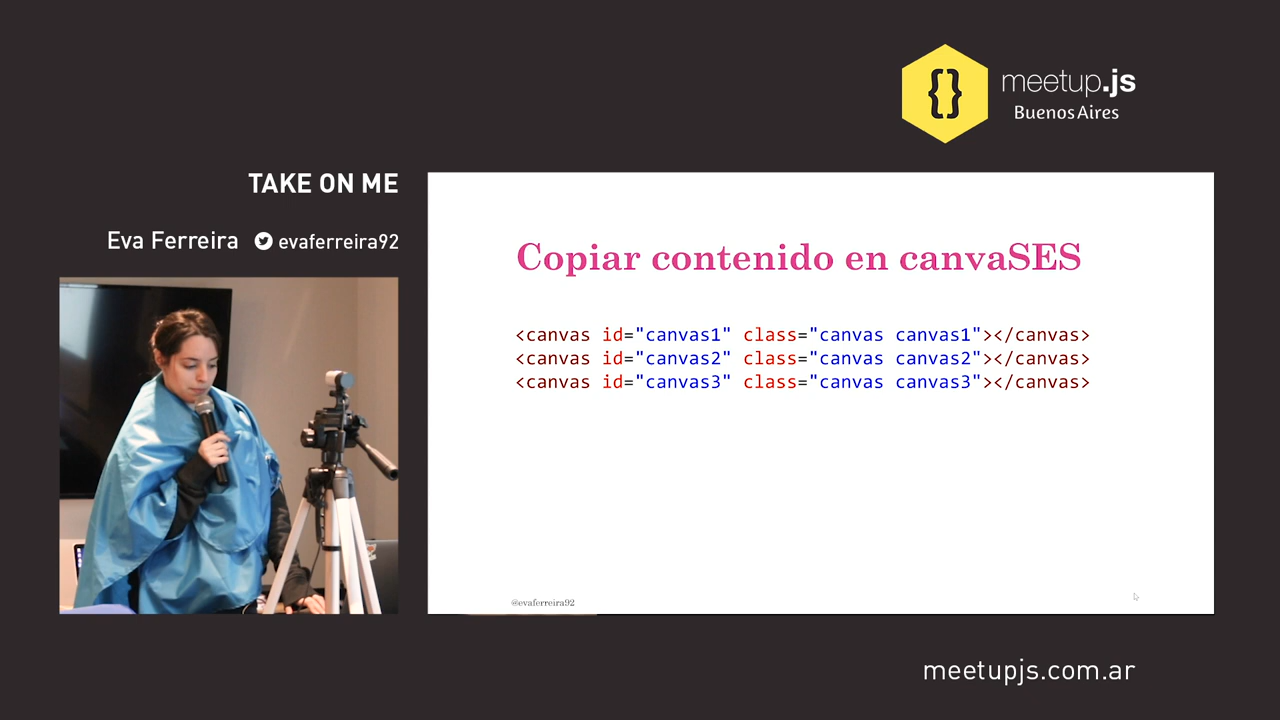 {}
meetup.js
Buenos Aires
TAKE ON ME
Eva Ferreira evaferreira92
Copiar contenido en canvaSES
<canvas id="canvas1" class="canvas canvas1"></canvas>
<canvas id="canvas2" class="canvas canvas2"></canvas>
<canvas id="canvas3" class="canvas canvas3"></canvas>
@evaferreira92
meetupjs.com.ar